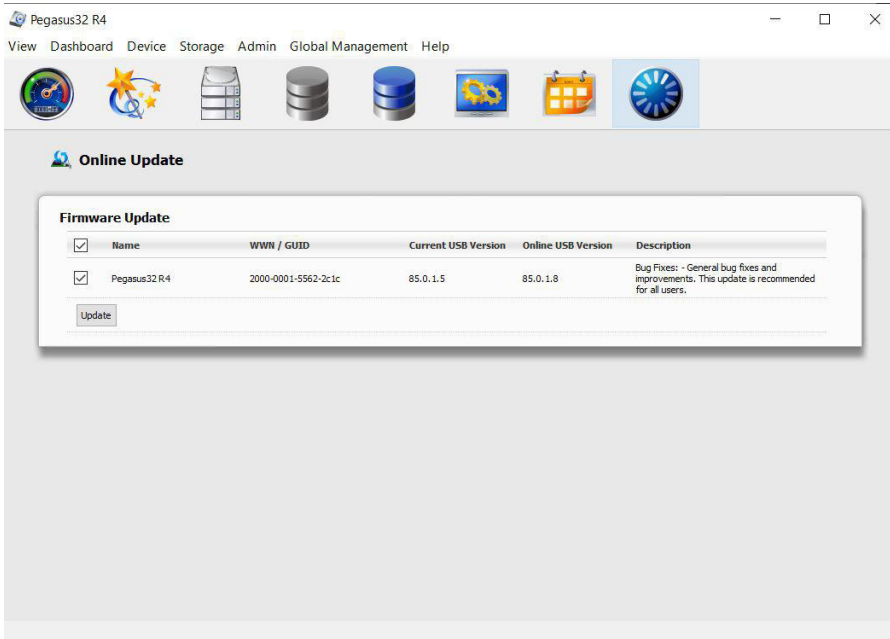 Pegasus32 R4
View Dashboard Device Storage Admin Global Management Help
Online Update
Firmware Update
Name WWN / GUID Current USB Version Online USB Version Description
Pegasus32 R4 2000-0001-5562-2c1c 85.0.1.5 85.0.1.8 Bug Fixes: - General bug fixes and
improvements. This update is recommended
for all users.
Update